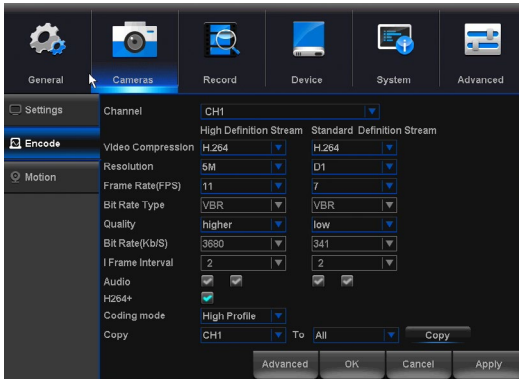 General Cameras Record Device System Advanced
Settings
Encode
Motion
Channel CH1
High Definition Stream Standard Definition Stream
Video Compression H.264 H.264
Resolution 5M D1
Frame Rate(FPS) 11 7
Bit Rate Type VBR VBR
Quality higher low
Bit Rate(Kb/S) 3680 341
I Frame Interval 2 2
Audio
H264+
Coding mode High Profile
Copy CH1 To All Copy
Advanced OK Cancel Apply